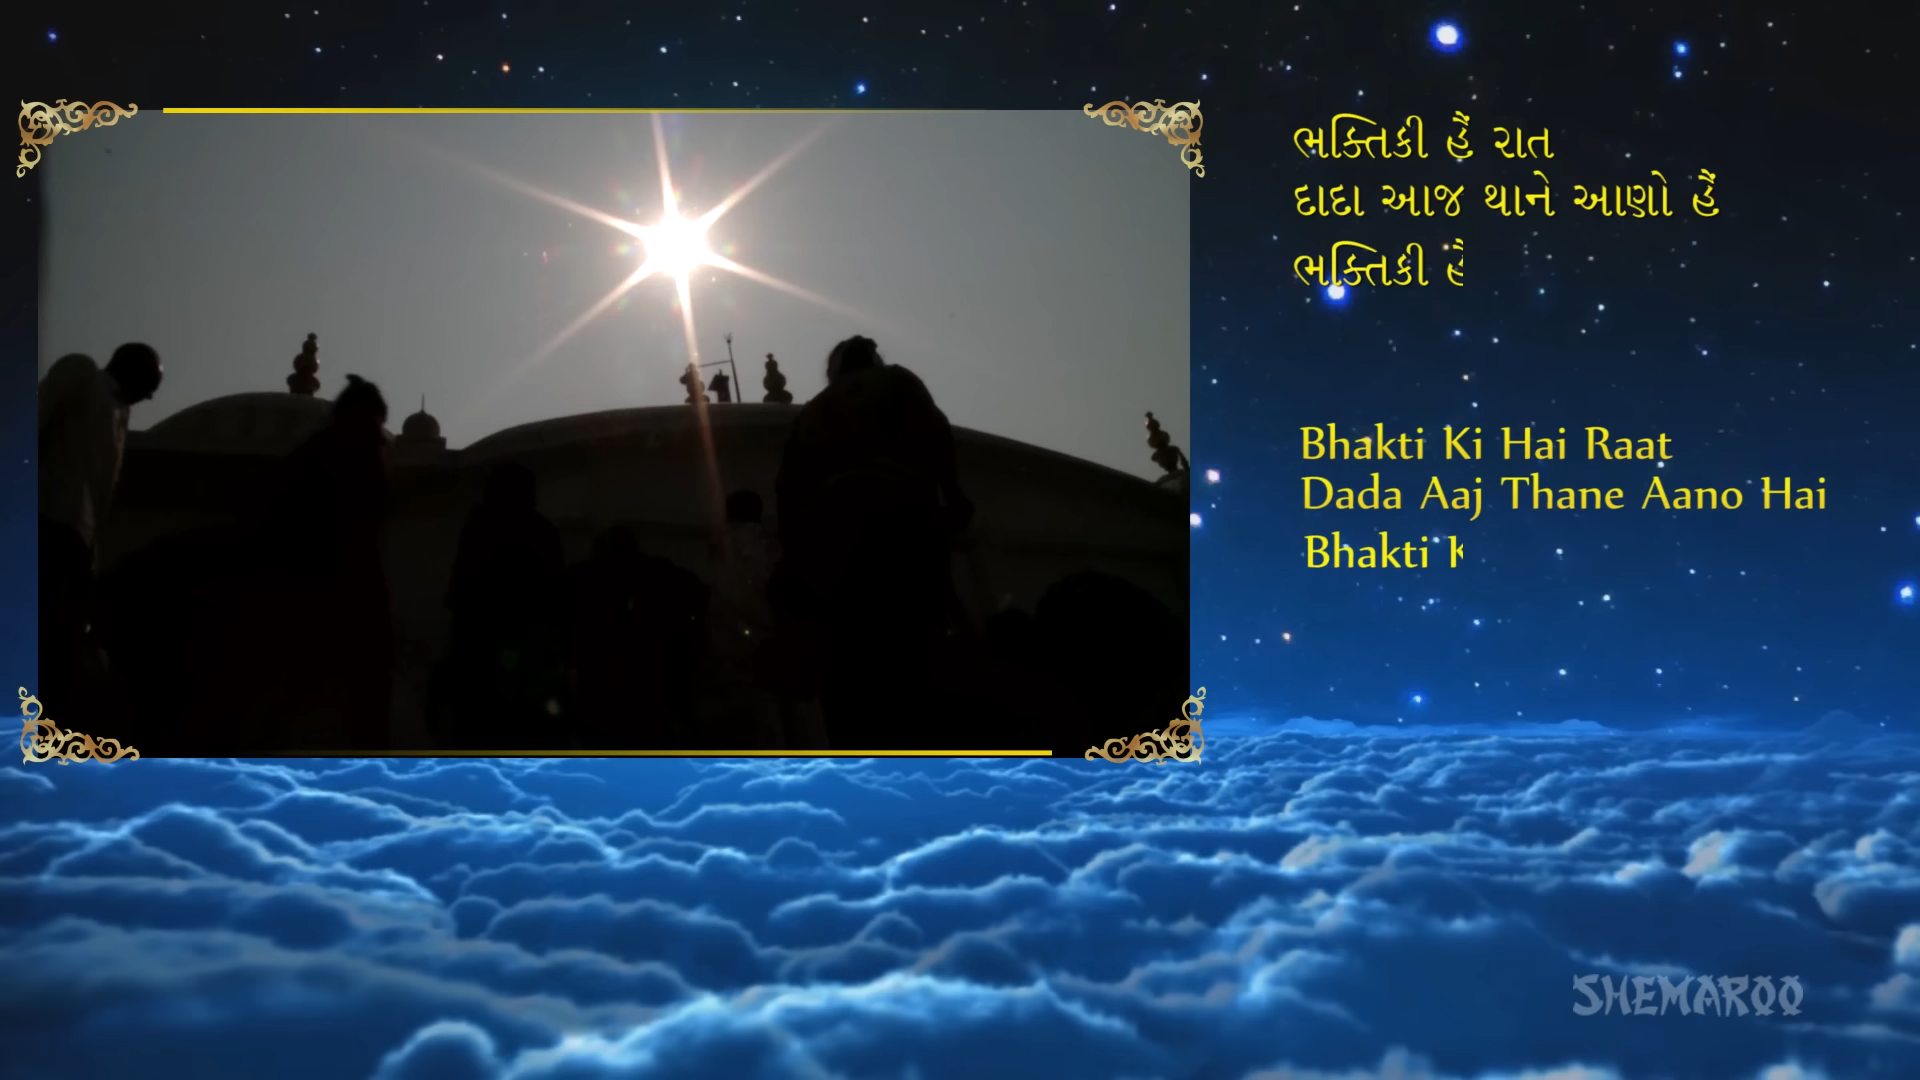 ભક્તિકી હૈં રાત
દાદા આજ થાને આણો હૈં
ભક્તિકી
Bhakti Ki Hai Raat
Dada Aaj Thane Aano Hai
Bhakti
SHEMAROO